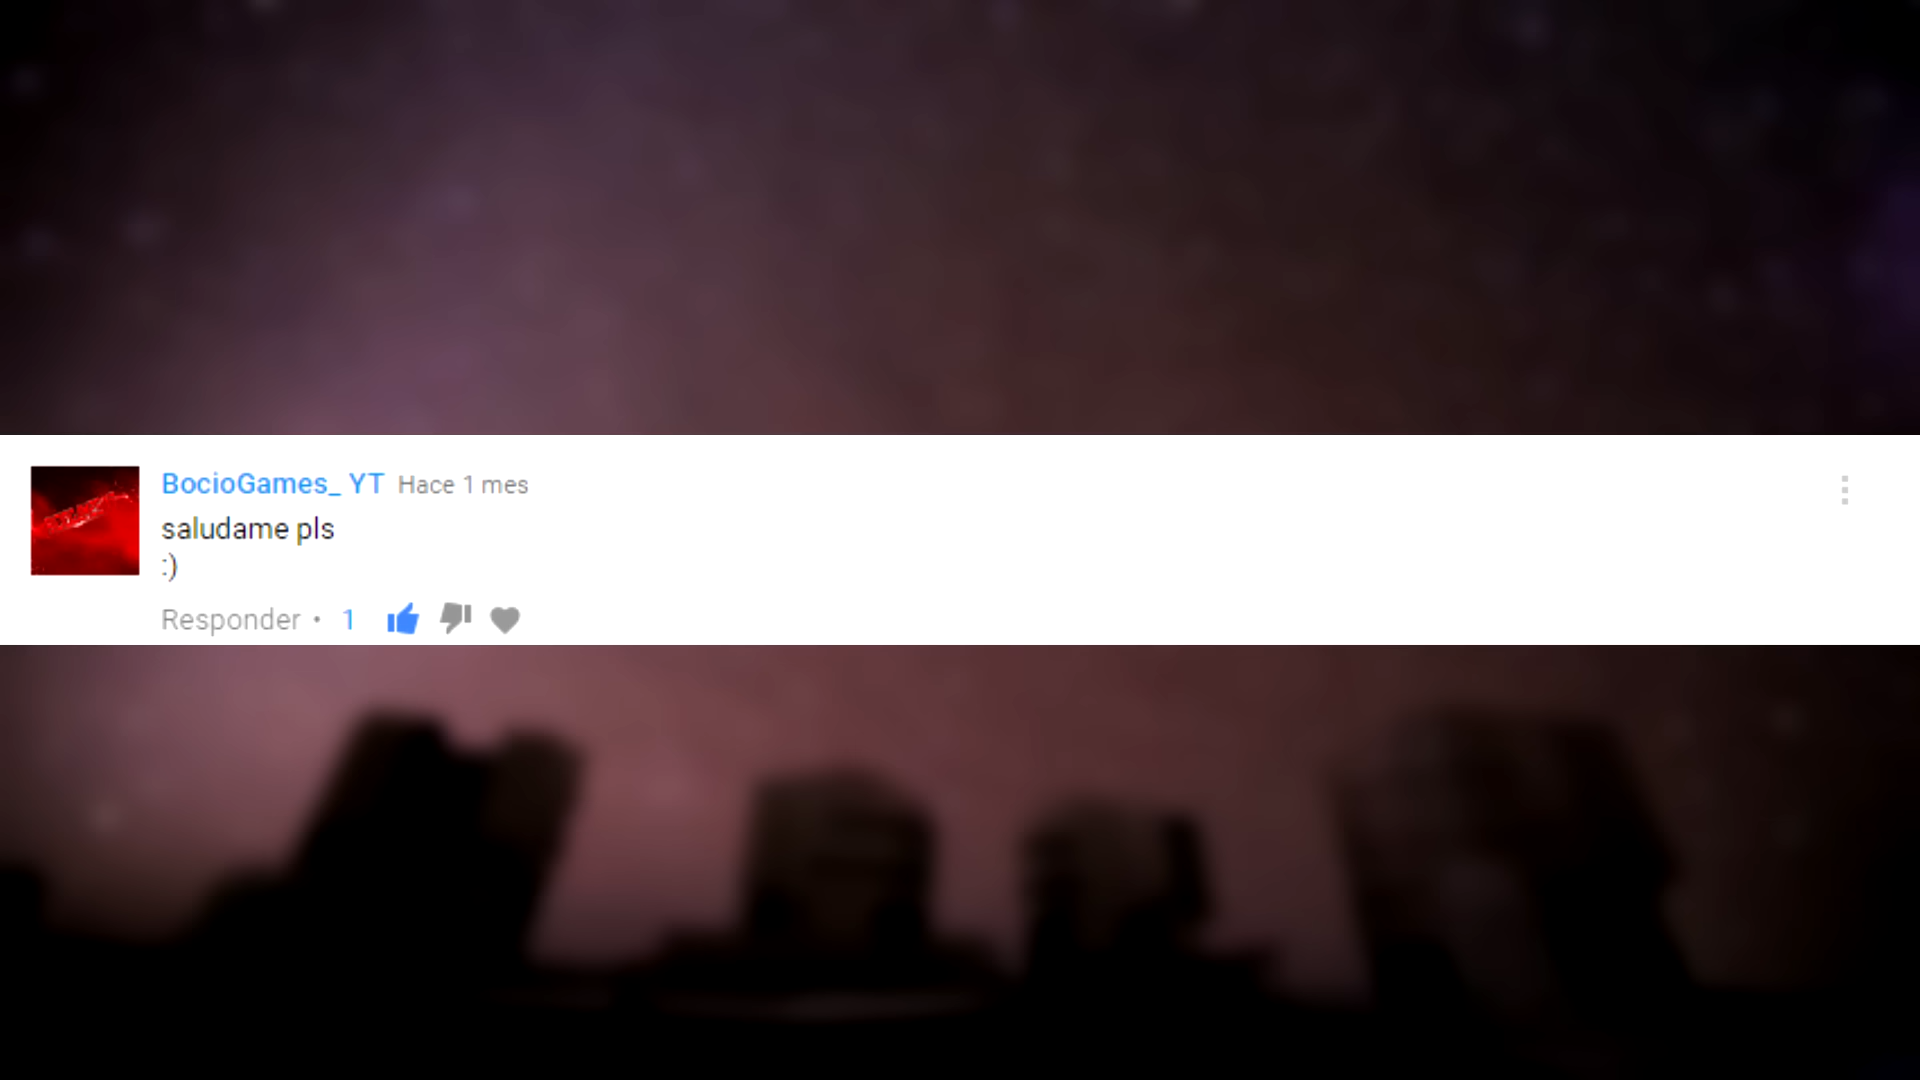 BocioGames_ YT Hace 1 mes
saludame pls
:)
Responder • 1